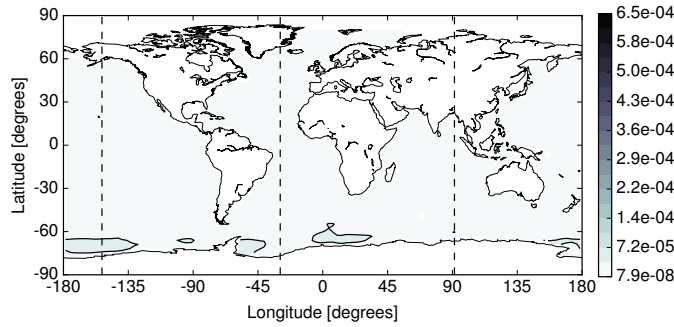 90
60
30
0
-30
-60
-90
Latitude [degrees]
-180 -135 -90 -45 0 45 90 135 180
Longitude [degrees]
6.5e-04
5.8e-04
5.0e-04
4.3e-04
3.6e-04
2.9e-04
2.2e-04
1.4e-04
7.2e-05
7.9e-08